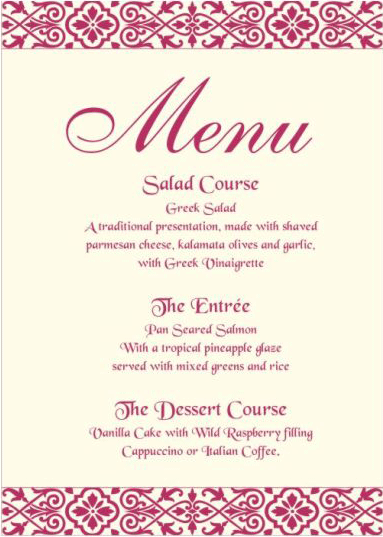 Menu
Salad Course
Greek Salad
A traditional presentation, made with shaved
parmesan cheese, kalamata olives and garlic,
with Greek Vinaigrette
The Entrée
Pan Seared Salmon
With a tropical pineapple glaze
served with mixed greens and rice
The Dessert Course
Vanilla Cake with Wild Raspberry filling
Cappuccino or Italian Coffee.